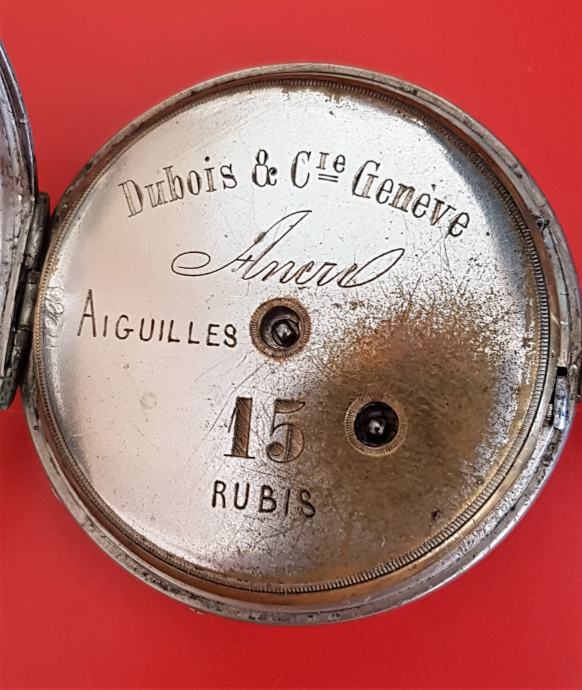 Dubois & Cie Genève
Ancre
AIGUILLES
15
RUBIS